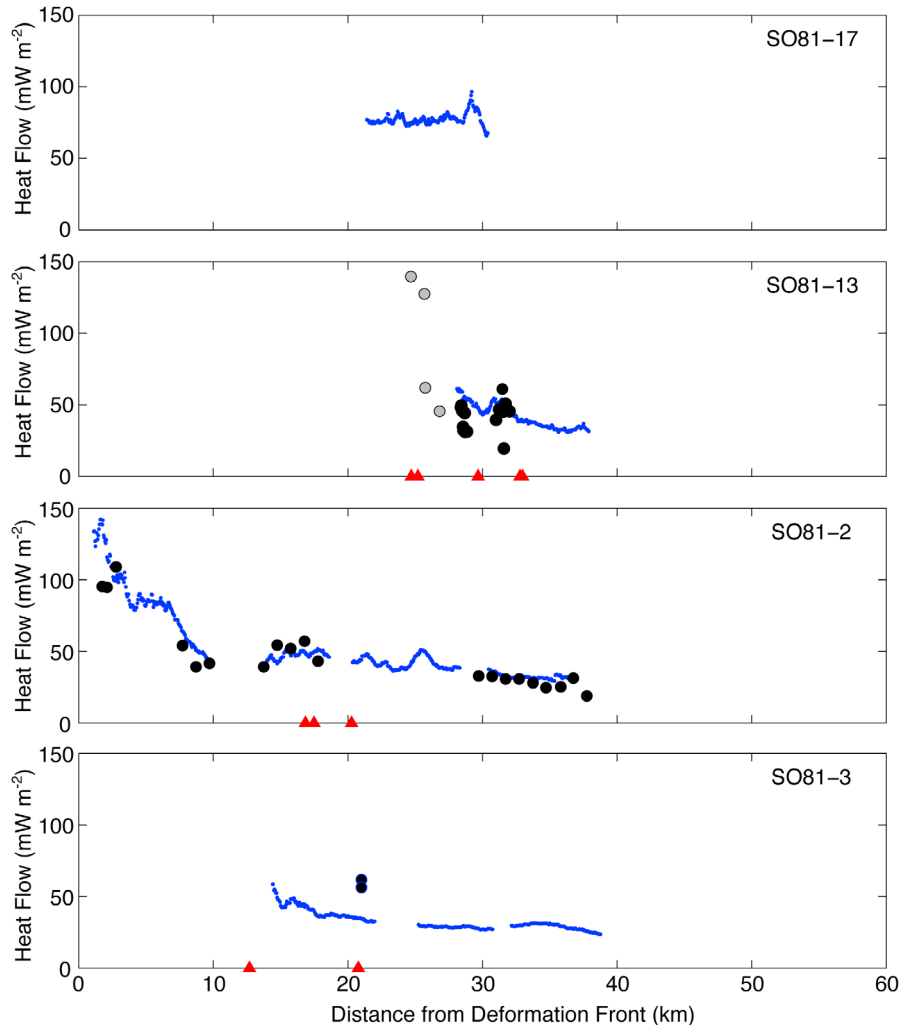 150
100
50
0
Heat Flow (mW m-2)
SO81−17
150
100
50
0
Heat Flow (mW m-2)
SO81−13
150
100
50
0
Heat Flow (mW m-2)
SO81−2
150
100
50
0
Heat Flow (mW m-2)
SO81−3
0 10 20 30 40 50 60
Distance from Deformation Front (km)